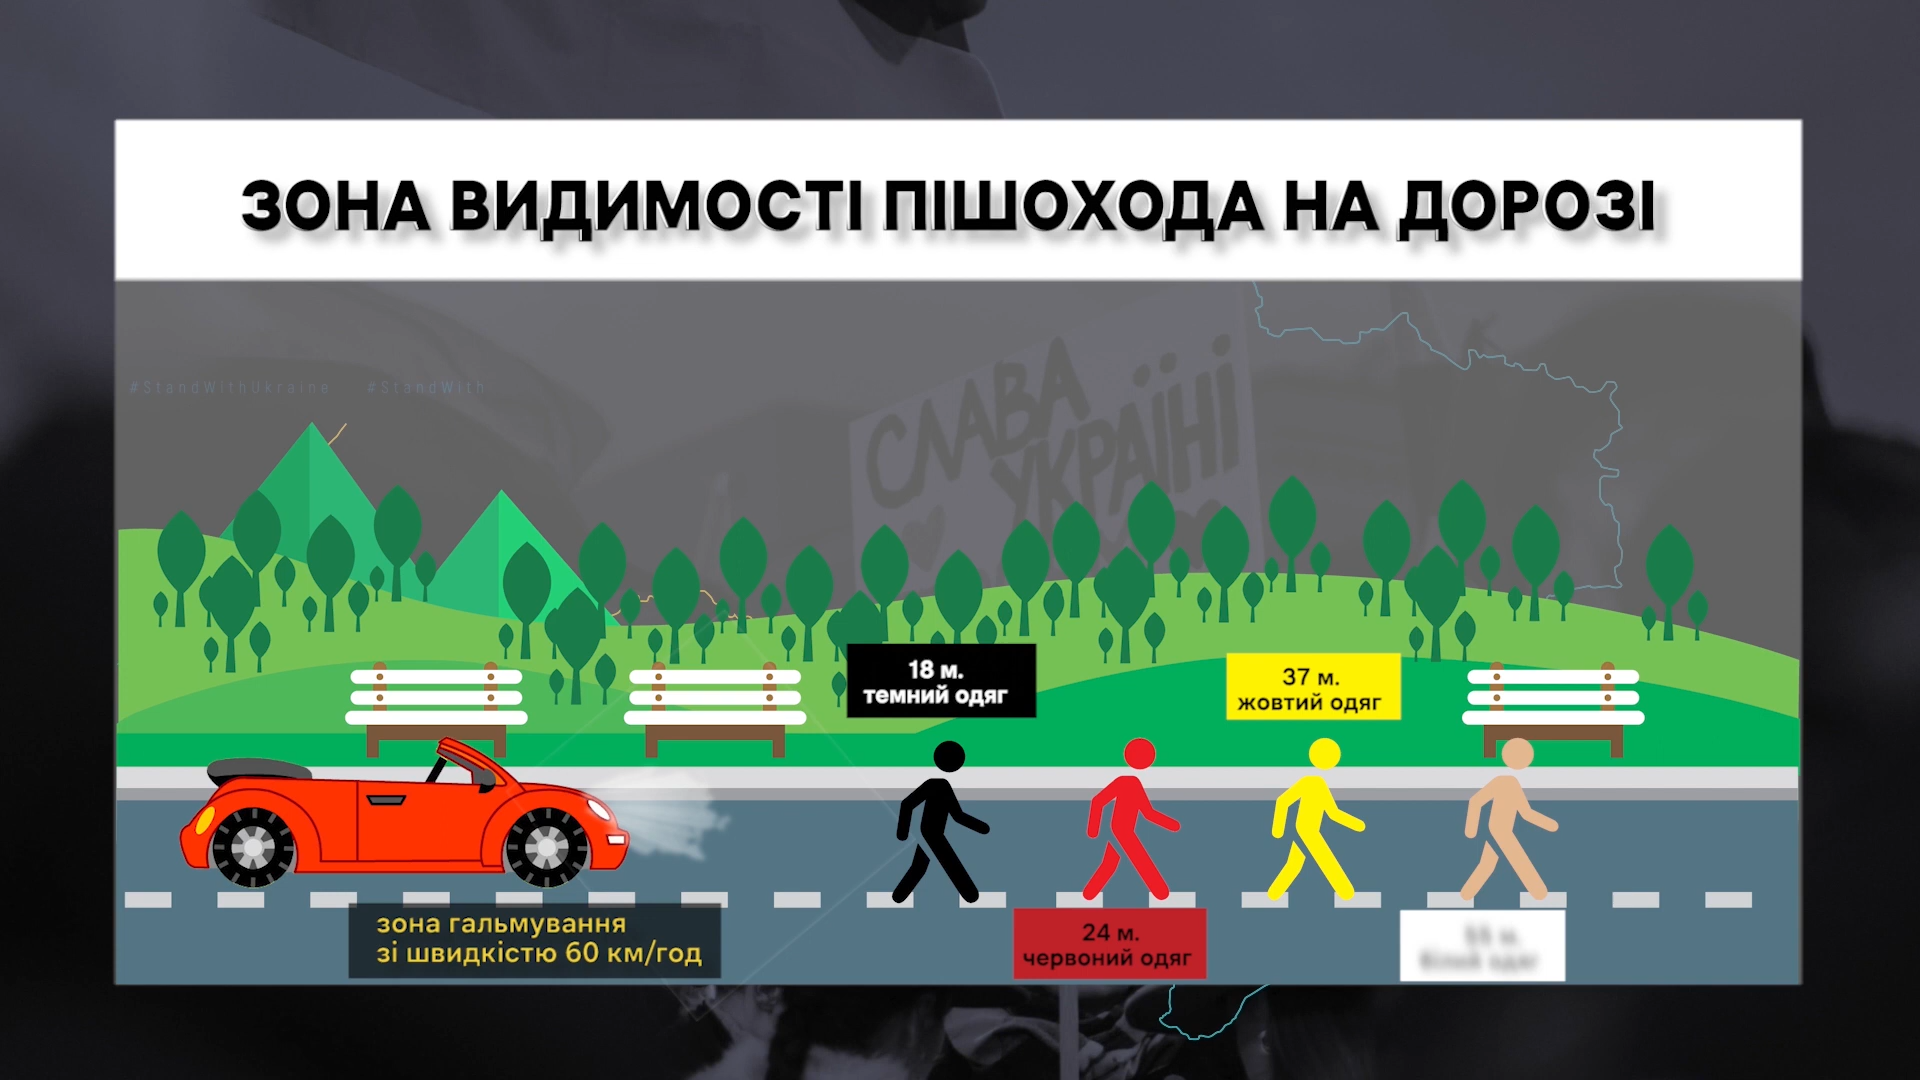 ЗОНА ВИДИМОСТІ ПІШОХОДА НА ДОРОЗІ
#StandWithUkraine #StandWith
СЛАВА
УКРАЇНІ
18 м.
темний одяг
37 м.
жовтий одяг
зона гальмування
зі швидкістю 60 км/год
24 м.
червоний одяг